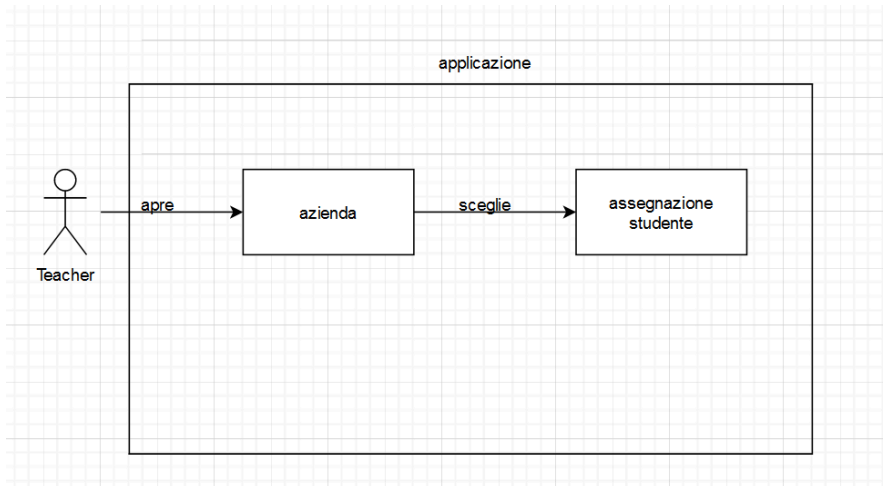 applicazione
apre
azienda
sceglie
assegnazione
studente
Teacher